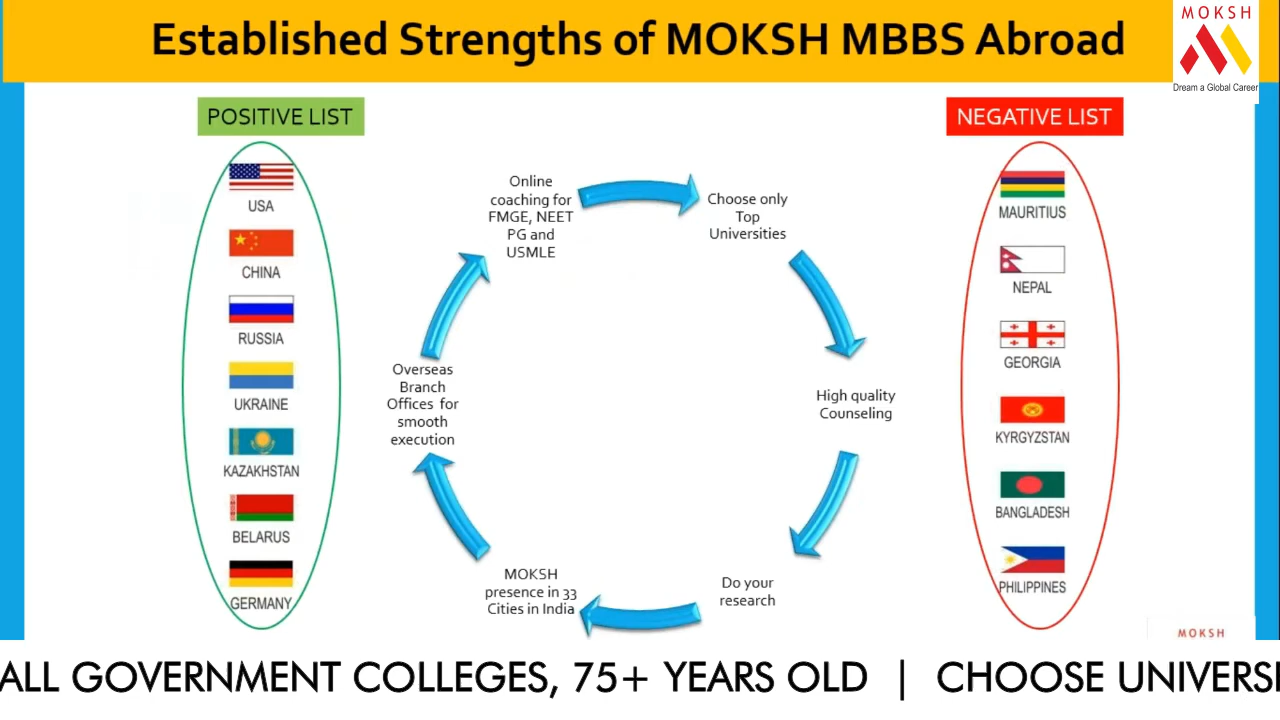 Established Strengths of MOKSH MBBS Abroad
MOKSH
Dream a Global Career
POSITIVE LIST
USA
CHINA
RUSSIA
UKRAINE
KAZAKHSTAN
BELARUS
GERMANY
Online
coaching for
FMGE, NEET
PG and
USMLE
Choose only
Top
Universities
High quality
Counseling
Do your
research
MOKSH
presence in 33
Cities in India
Overseas
Branch
Offices for
smooth
execution
NEGATIVE LIST
MAURITIUS
NEPAL
GEORGIA
KYRGYZSTAN
BANGLADESH
PHILIPPINES
MOKSH
ALL GOVERNMENT COLLEGES, 75+ YEARS OLD | CHOOSE UNIVERSI